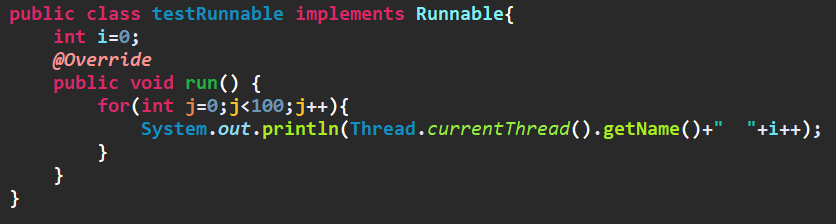 public class testRunnable implements Runnable{
    int i=0;
    @Override
    public void run() {
        for(int j=0;j<100;j++){
            System.out.println(Thread.currentThread().getName()+"  "+i++);
        }
    }
}